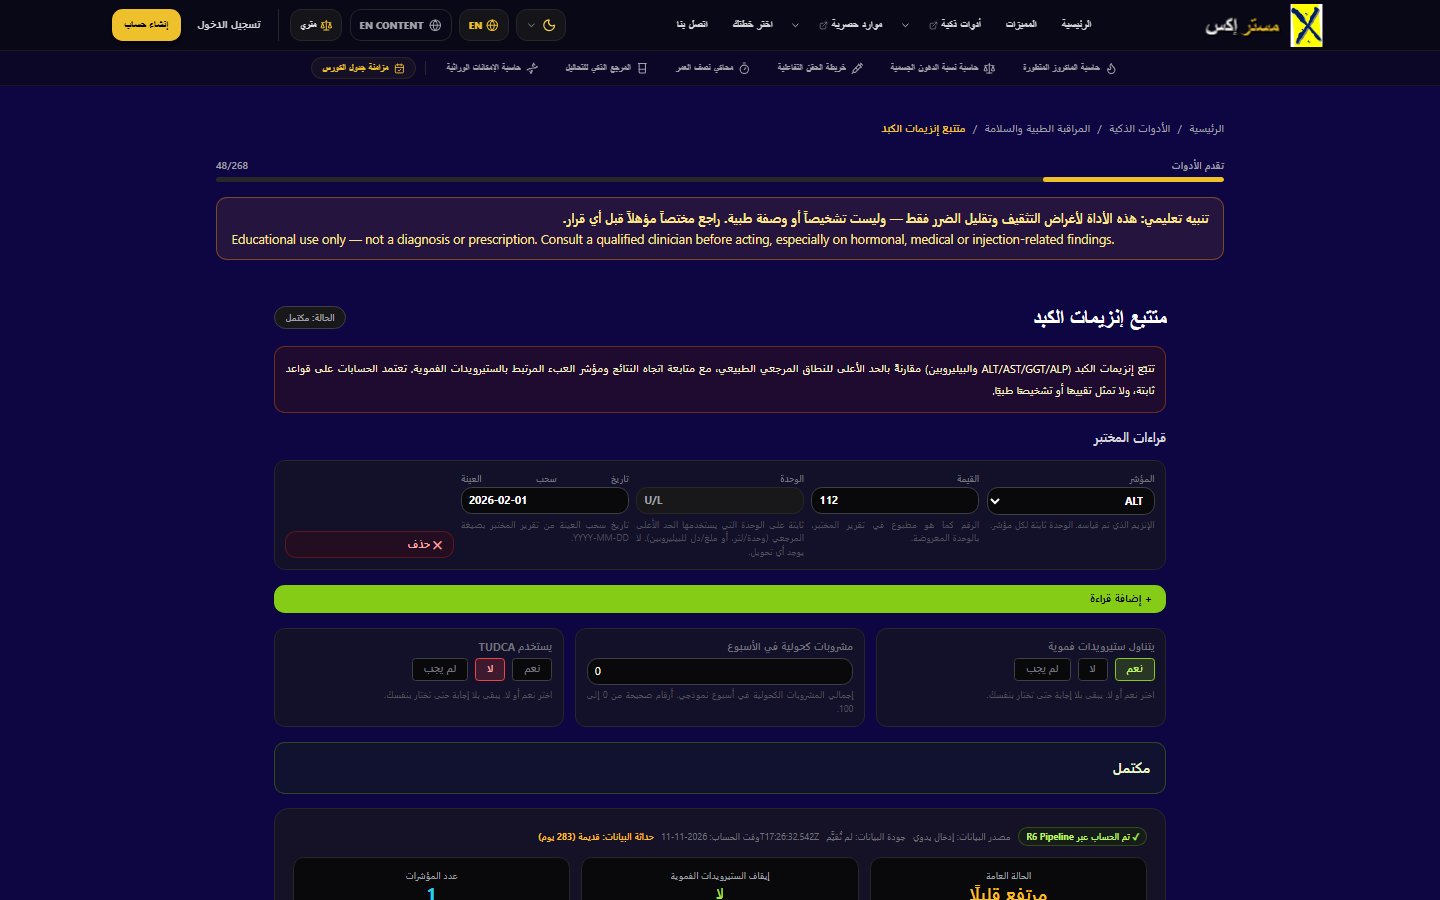 مستر إكس
الرئيسية
المميزات
أدوات ذكية
موارد حصرية
اختر خطتك
اتصل بنا
EN
EN CONTENT
متري
تسجيل الدخول
إنشاء حساب
حاسبة الماكروز المتطورة
حاسبة نسبة الدهون الجسمية
خريطة الحقن التفاعلية
محاكي نصف العمر
المرجع الذكي للتحاليل
حاسبة الإمكانات الوراثية
مزامنة جدول الكورس
الرئيسية / الأدوات الذكية / المراقبة الطبية والسلامة / متتبع إنزيمات الكبد
تقدم الأدوات
48/268
تنبيه تعليمي: هذه الأداة لأغراض التثقيف وتقليل الضرر فقط — وليست تشخيصاً أو وصفة طبية. راجع مختصاً مؤهلاً قبل أي قرار.
Educational use only — not a diagnosis or prescription. Consult a qualified clinician before acting, especially on hormonal, medical or injection-related findings.
متتبع إنزيمات الكبد
الحالة: مكتمل
تتبّع إنزيمات الكبد (ALT/AST/GGT/ALP والبيليروبين) مقارنةً بالحد الأعلى للنطاق المرجعي الطبيعي، مع متابعة اتجاه النتائج ومؤشر العبء المرتبط بالستيرويدات الفموية. تعتمد الحسابات على قواعد
ثابتة، ولا تمثل تقييمًا أو تشخيصًا طبيًا.
قراءات المختبر
المؤشر
ALT
الإنزيم الذي تم قياسه. الوحدة ثابتة لكل مؤشر.
القيمة
112
الرقم كما هو مطبوع في تقرير المختبر،
بالوحدة المعروضة.
الوحدة
U/L
ثابتة على الوحدة التي يستخدمها الحد الأعلى
المرجعي (وحدة/لتر، أو ملغ/دل للبيليروبين). لا
يوجد أي تحويل.
تاريخ سحب العينة
2026-02-01
تاريخ سحب العينة من تقرير المختبر بصيغة
YYYY-MM-DD.
حذف
+ إضافة قراءة
يتناول ستيرويدات فموية
نعم
لا
لم يجب
اختر نعم أو لا. يبقى بلا إجابة حتى تختار بنفسك.
مشروبات كحولية في الأسبوع
0
إجمالي المشروبات الكحولية في أسبوع نموذجي. أرقام صحيحة من 0 إلى
100.
يستخدم TUDCA
نعم
لا
لم يجب
اختر نعم أو لا. يبقى بلا إجابة حتى تختار بنفسك.
مكتمل
✓ تم الحساب عبر R6 Pipeline
مصدر البيانات: إدخال يدوي
جودة البيانات: لم تُقيَّم
وقت الحساب: 2026-11-11T17:26:32.542Z
حداثة البيانات: قديمة (283 يوم)
الحالة العامة
مرتفع قليلًا
إيقاف الستيرويدات الفموية
لا
عدد المؤشرات
1